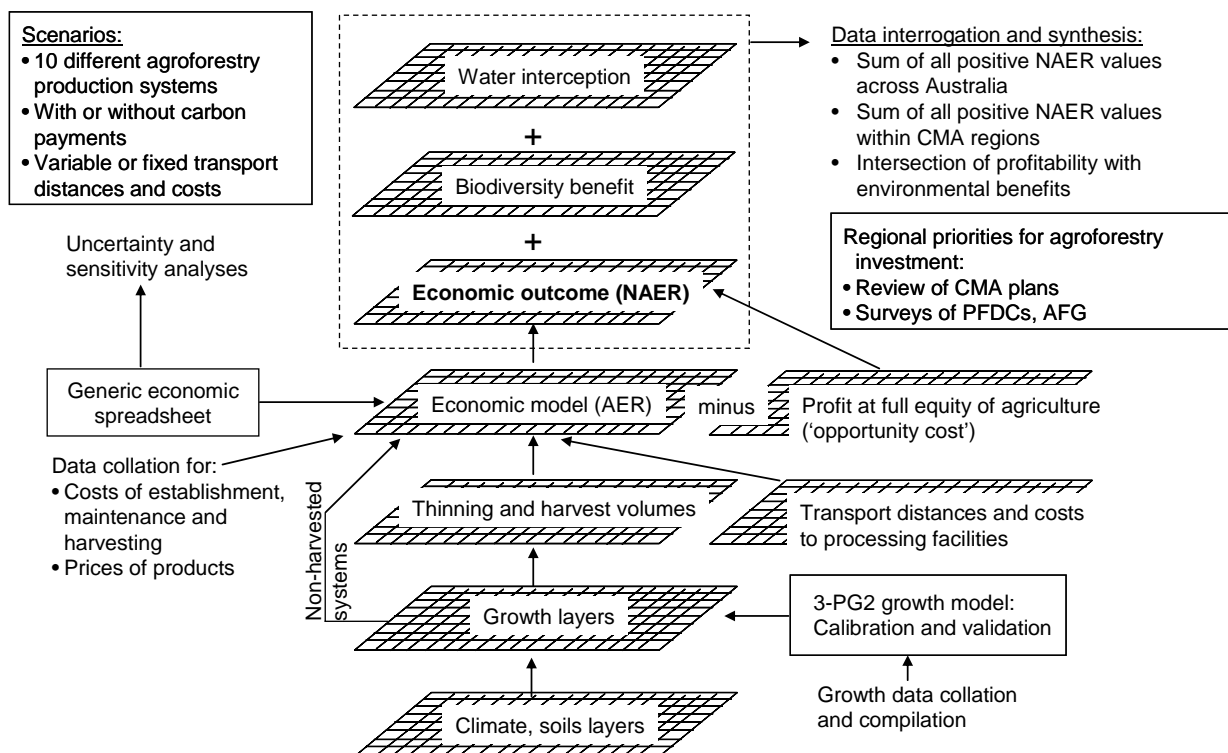 Scenarios:
• 10 different agroforestry
production systems
• With or without carbon
payments
• Variable or fixed transport
distances and costs
Water interception
+
Biodiversity benefit
+
Economic outcome (NAER)
Data interrogation and synthesis:
• Sum of all positive NAER values
across Australia
• Sum of all positive NAER values
within CMA regions
• Intersection of profitability with
environmental benefits
Regional priorities for agroforestry
investment:
• Review of CMA plans
• Surveys of PFDCs, AFG
Uncertainty and
sensitivity analyses
Generic economic
spreadsheet
Economic model (AER)
minus
Profit at full equity of agriculture
(‘opportunity cost’)
Data collation for:
• Costs of establishment,
maintenance and
harvesting
• Prices of products
Non-harvested
systems
Thinning and harvest volumes
Transport distances and costs
to processing facilities
Growth layers
3-PG2 growth model:
Calibration and validation
Growth data collation
and compilation
Climate, soils layers